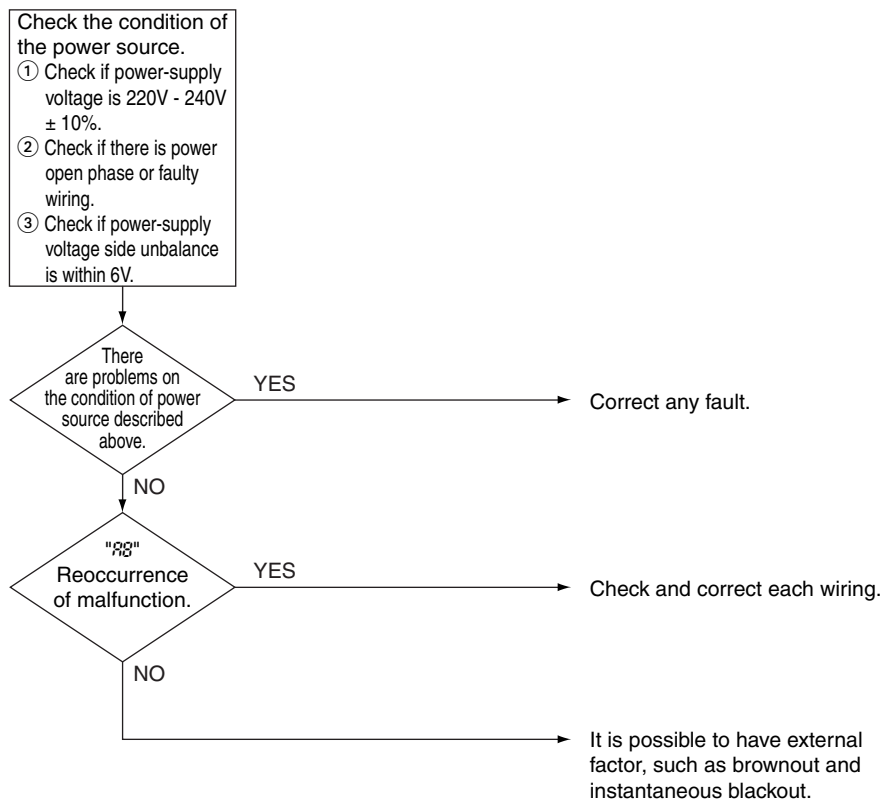 Check the condition of
the power source.
① Check if power-supply
voltage is 220V - 240V
± 10%.
② Check if there is power
open phase or faulty
wiring.
③ Check if power-supply
voltage side unbalance
is within 6V.
There
are problems on
the condition of power
source described
above.
YES
Correct any fault.
NO
"A8"
Reoccurrence
of malfunction.
YES
Check and correct each wiring.
NO
It is possible to have external
factor, such as brownout and
instantaneous blackout.